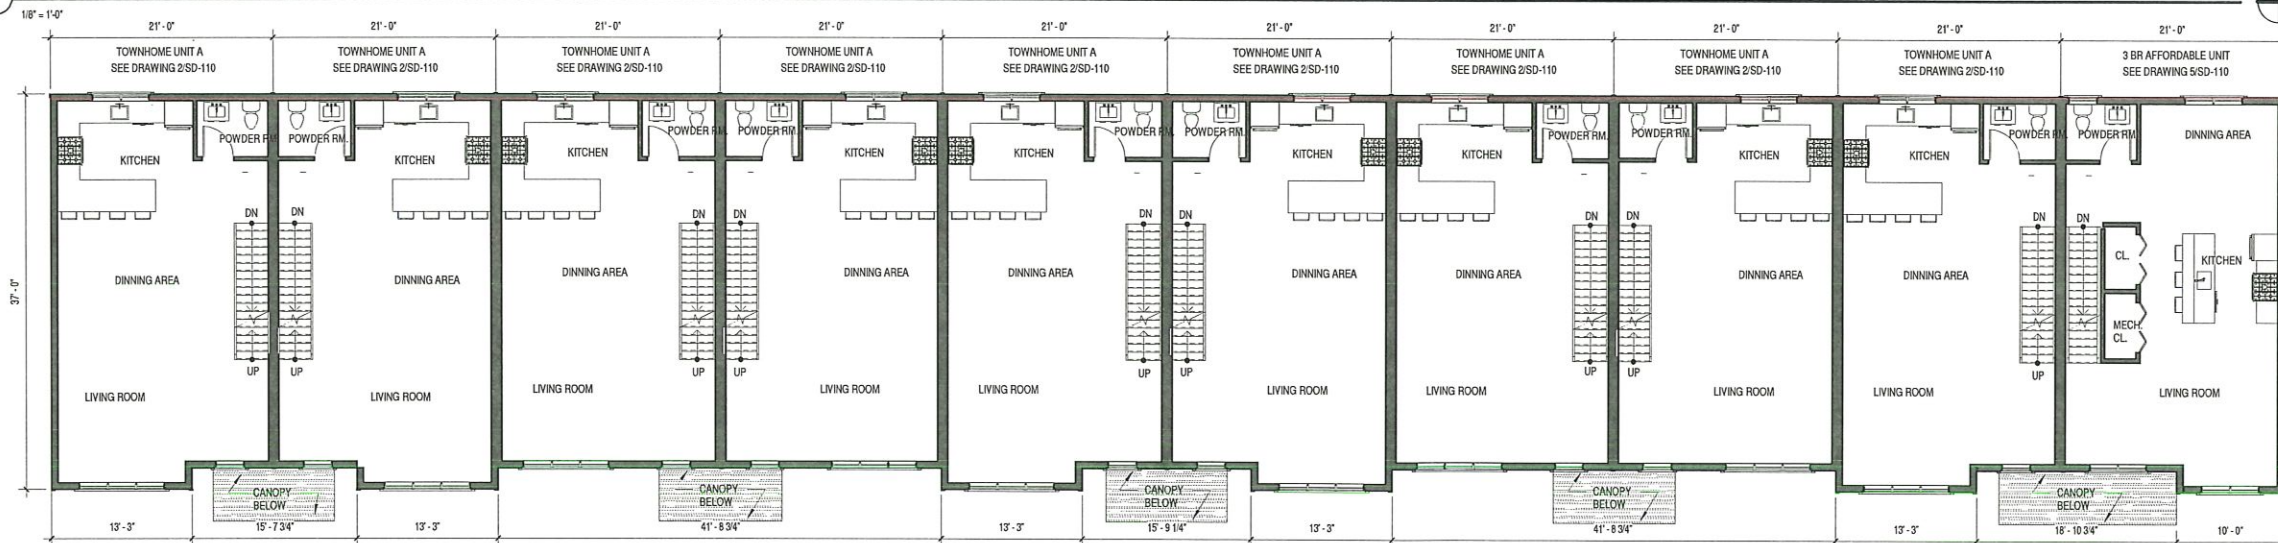 1/8" = 1'-0"
21' - 0"
21' - 0"
21' - 0"
21' - 0"
21' - 0"
21' - 0"
21' - 0"
21' - 0"
21' - 0"
21' - 0"
TOWNHOME UNIT A
SEE DRAWING 2/SD-110
TOWNHOME UNIT A
SEE DRAWING 2/SD-110
TOWNHOME UNIT A
SEE DRAWING 2/SD-110
TOWNHOME UNIT A
SEE DRAWING 2/SD-110
TOWNHOME UNIT A
SEE DRAWING 2/SD-110
TOWNHOME UNIT A
SEE DRAWING 2/SD-110
TOWNHOME UNIT A
SEE DRAWING 2/SD-110
TOWNHOME UNIT A
SEE DRAWING 2/SD-110
TOWNHOME UNIT A
SEE DRAWING 2/SD-110
3 BR AFFORDABLE UNIT
SEE DRAWING 5/SD-110
37' - 0"
KITCHEN
POWDER RM.
DN
DINNING AREA
UP
LIVING ROOM
POWDER RM.
KITCHEN
DN
DINNING AREA
UP
LIVING ROOM
KITCHEN
POWDER RM.
DN
DINNING AREA
UP
LIVING ROOM
POWDER RM.
KITCHEN
DN
DINNING AREA
UP
LIVING ROOM
KITCHEN
POWDER RM.
DN
DINNING AREA
UP
LIVING ROOM
POWDER RM.
KITCHEN
DN
DINNING AREA
UP
LIVING ROOM
KITCHEN
POWDER RM.
DN
DINNING AREA
UP
LIVING ROOM
POWDER RM.
KITCHEN
DN
DINNING AREA
UP
LIVING ROOM
KITCHEN
POWDER RM.
DN
DINNING AREA
UP
LIVING ROOM
POWDER RM.
DINNING AREA
DN
CL.
KITCHEN
MECH.
CL.
LIVING ROOM
CANOPY
BELOW
CANOPY
BELOW
CANOPY
BELOW
CANOPY
BELOW
CANOPY
BELOW
13' - 3"
15' - 7 3/4"
13' - 3"
41' - 8 3/4"
13' - 3"
15' - 9 1/4"
13' - 3"
41' - 8 3/4"
13' - 3"
18' - 10 3/4"
10' - 0"